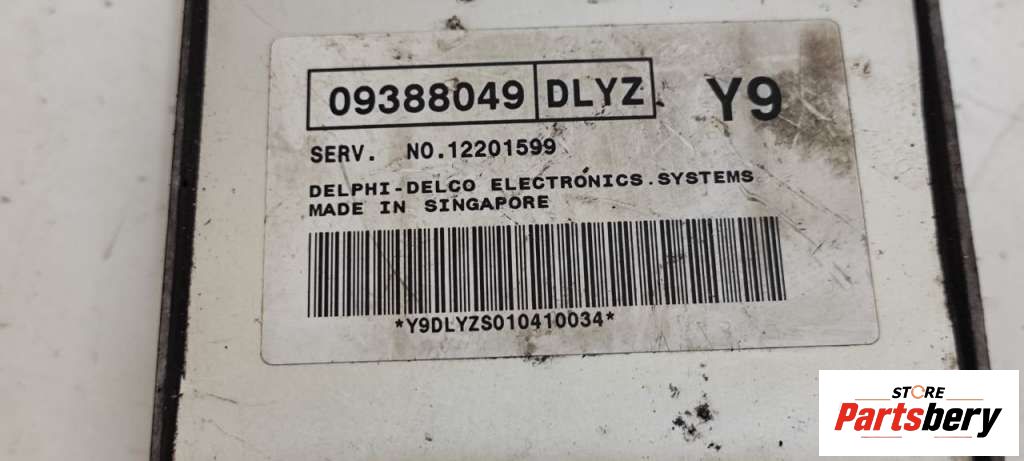 09388049 DLYZ Y9
SERV. NO.12201599
DELPHI-DELCO ELECTRONICS.SYSTEMS
MADE IN SINGAPORE
*Y9DLYZS010410034*
STORE
Partsbery